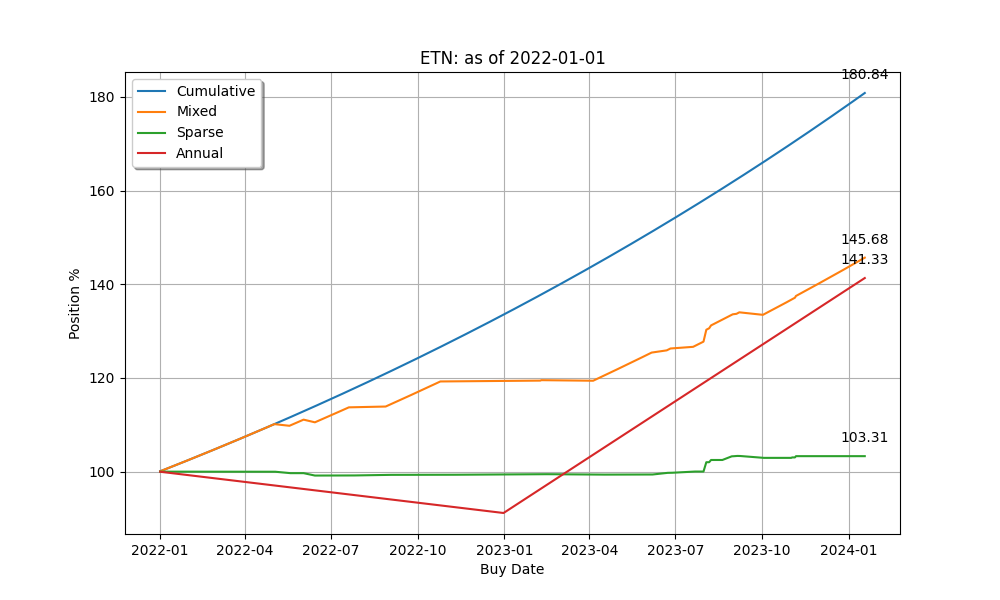 ETN: as of 2022-01-01
180.84
180
Cumulative
Mixed
Sparse
Annual
160
145.68
141.33
140
120
103.31
100
Position %
2022-01 2022-04 2022-07 2022-10 2023-01 2023-04 2023-07 2023-10 2024-01
Buy Date